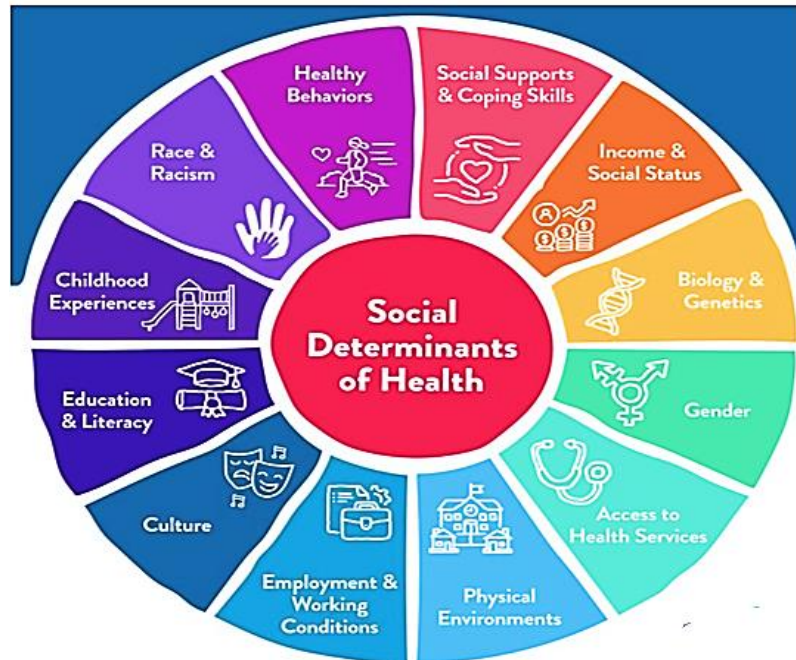 Social
Determinants
of Health
Healthy
Behaviors
Social Supports
& Coping Skills
Income &
Social Status
Biology &
Genetics
Gender
Access to
Health Services
Physical
Environments
Employment &
Working
Conditions
Culture
Education
& Literacy
Childhood
Experiences
Race &
Racism